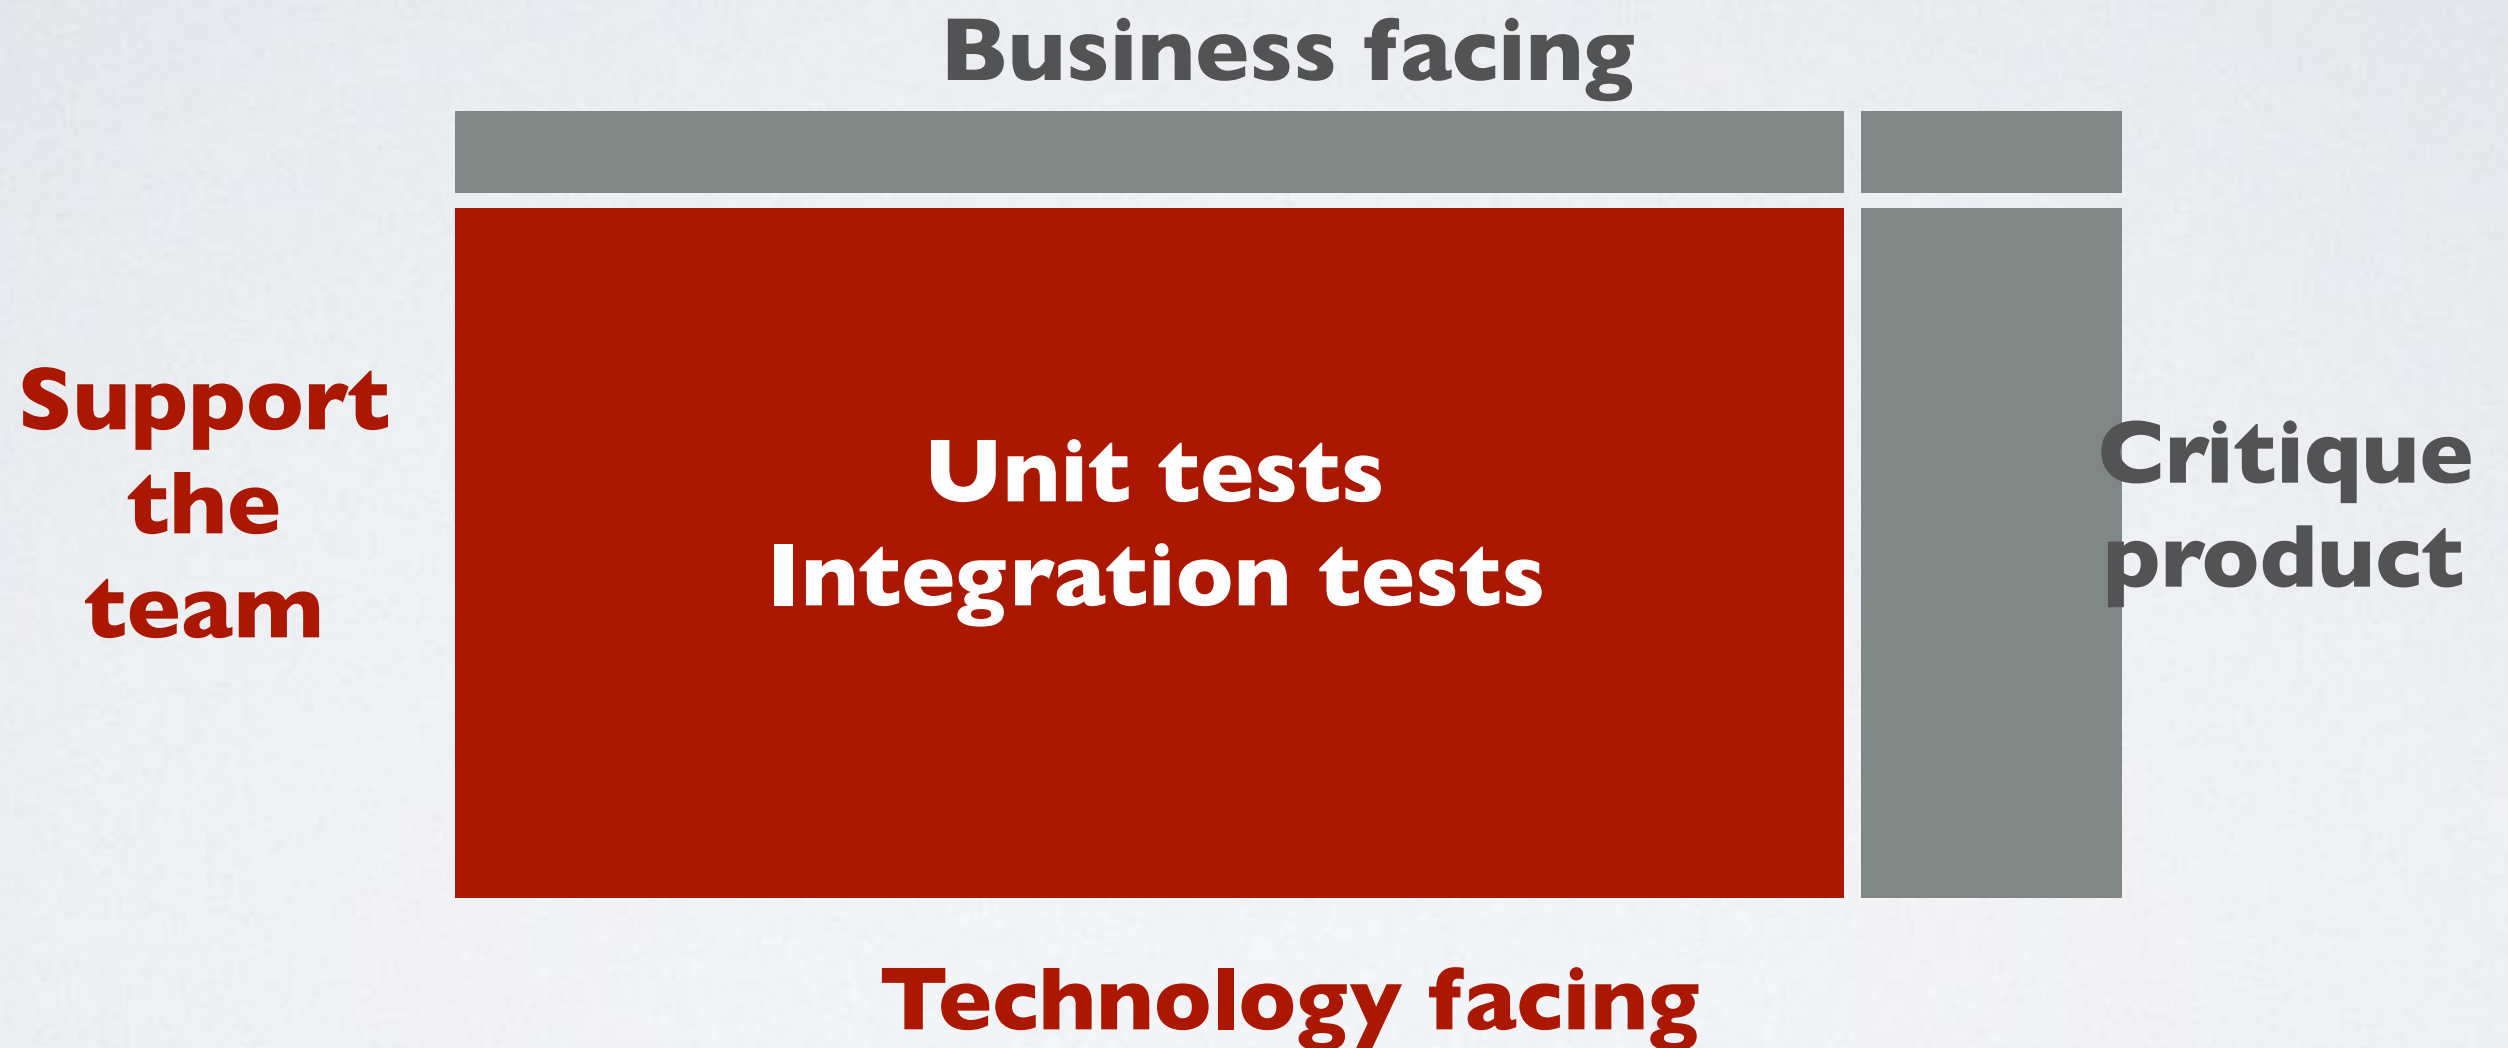 Business facing
Support
the
team
Unit tests
Integration tests
Critique
product
Technology facing